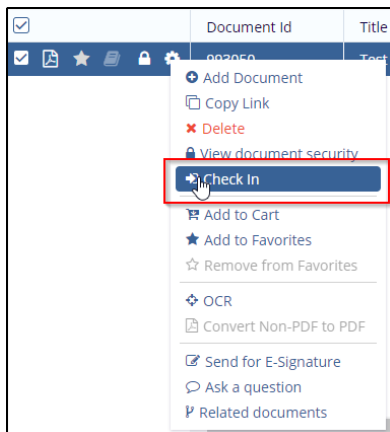 Document Id Title
993050 Test
Add Document
Copy Link
Delete
View document security
Check In
Add to Cart
Add to Favorites
Remove from Favorites
OCR
Convert Non-PDF to PDF
Send for E-Signature
Ask a question
Related documents